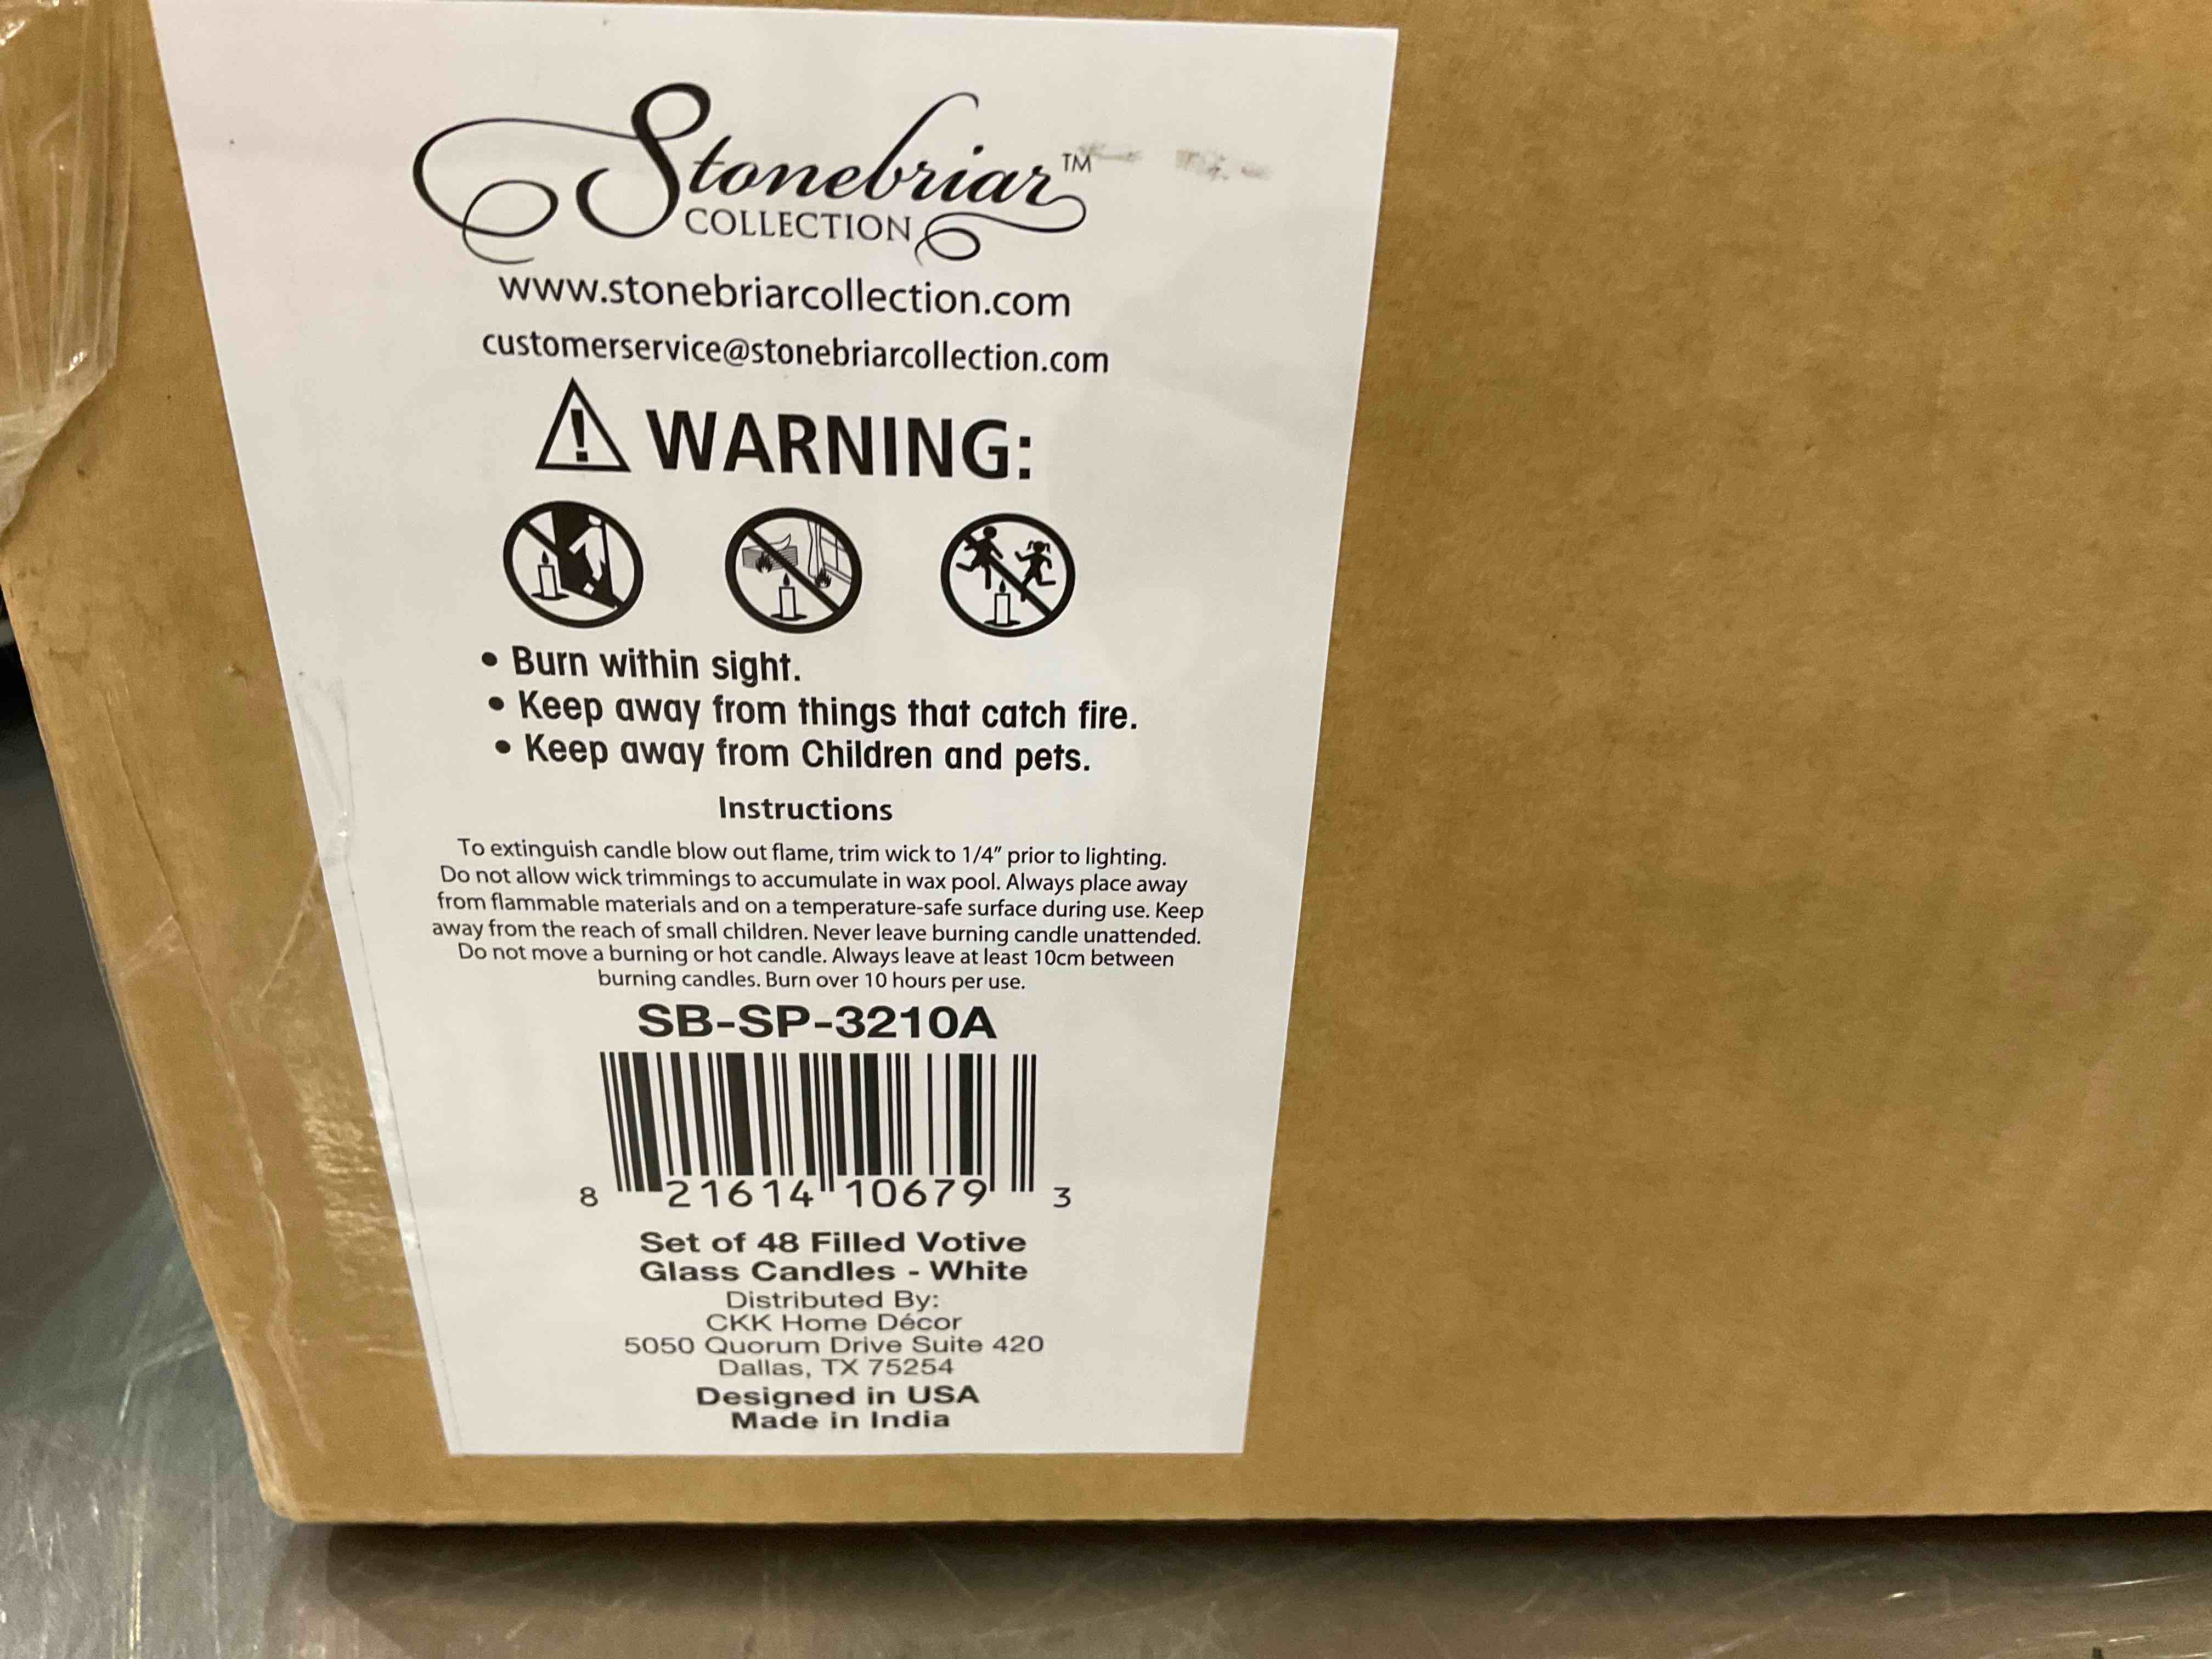 Stonebriar™
COLLECTION
www.stonebriarcollection.com
customerservice@stonebriarcollection.com
! WARNING:
• Burn within sight.
• Keep away from things that catch fire.
• Keep away from Children and pets.
Instructions
To extinguish candle blow out flame, trim wick to 1/4" prior to lighting.
Do not allow wick trimmings to accumulate in wax pool. Always place away
from flammable materials and on a temperature-safe surface during use. Keep
away from the reach of small children. Never leave burning candle unattended.
Do not move a burning or hot candle. Always leave at least 10cm between
burning candles. Burn over 10 hours per use.
SB-SP-3210A
8 21614 10679 3
Set of 48 Filled Votive
Glass Candles - White
Distributed By:
CKK Home Décor
5050 Quorum Drive Suite 420
Dallas, TX 75254
Designed in USA
Made in India